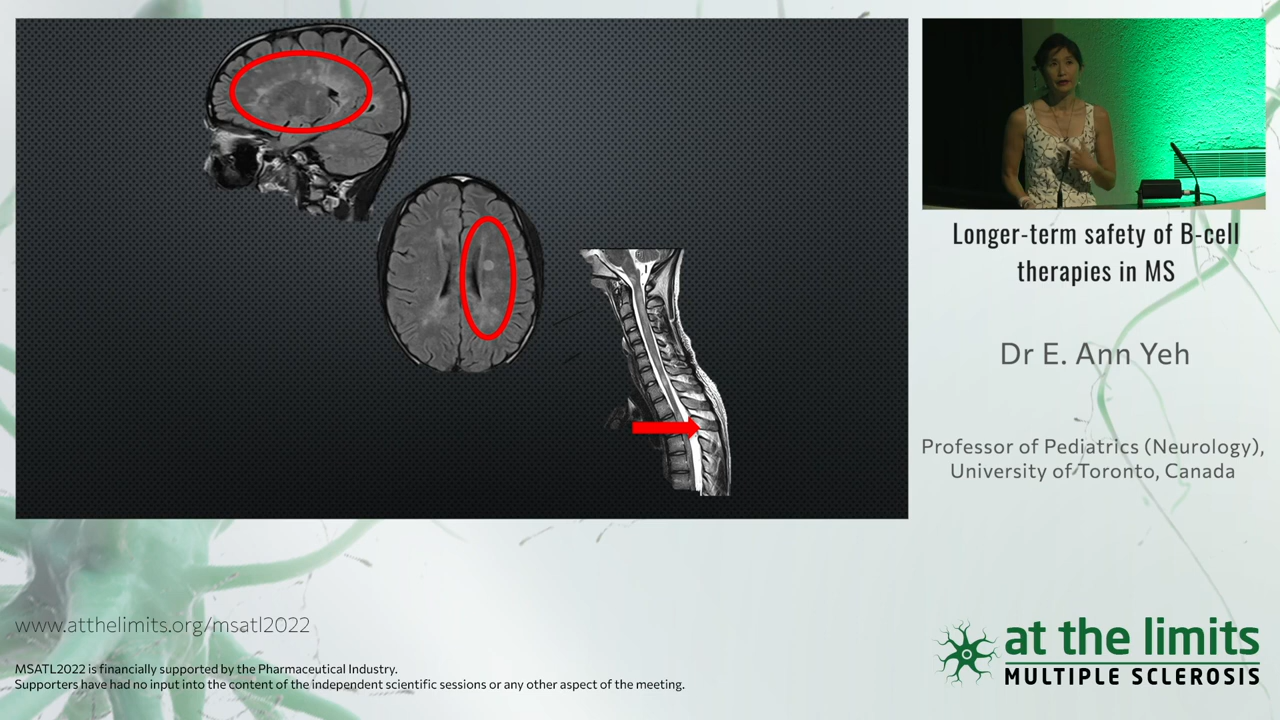 Longer-term safety of B-cell
therapies in MS
Dr E. Ann Yeh
Professor of Pediatrics (Neurology),
University of Toronto, Canada
www.atthelimits.org/msatl2022
MSATL2022 is financially supported by the Pharmaceutical Industry.
Supporters have had no input into the content of the independent scientific sessions or any other aspect of the meeting.
at the limits
MULTIPLE SCLEROSIS